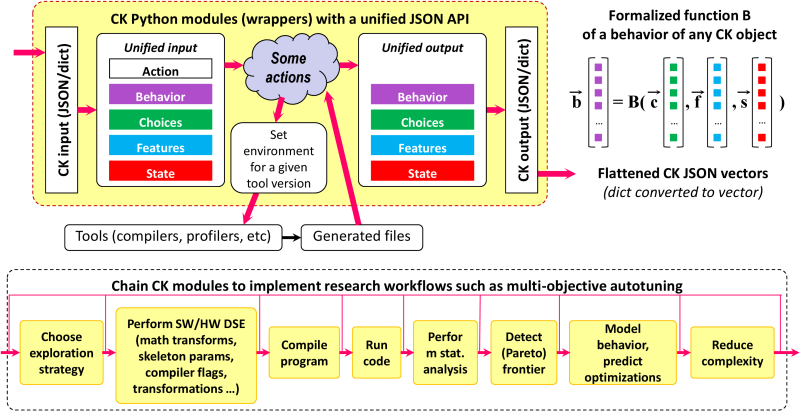 CK Python modules (wrappers) with a unified JSON API
CK input (JSON/dict)
Unified input
Action
Behavior
Choices
Features
State
Some
actions
Set
environment
for a given
tool version
Unified output
Behavior
Choices
Features
State
CK output (JSON/dict)
Tools (compilers, profilers, etc)
Generated files
Formalized function B
of a behavior of any CK object
b = B( c , f , s )
... ... ... ...
Flattened CK JSON vectors
(dict converted to vector)
Chain CK modules to implement research workflows such as multi-objective autotuning
Choose
exploration
strategy
Perform SW/HW DSE
(math transforms,
skeleton params,
compiler flags,
transformations ...)
Compile
program
Run
code
Perfor
m stat.
analysis
Detect
(Pareto)
frontier
Model
behavior,
predict
optimizations
Reduce
complexity